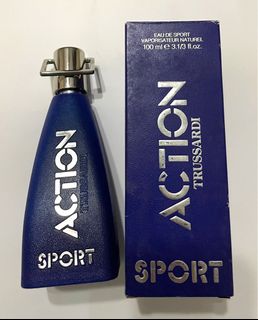 ACTION
TRUSSARDI
SPORT
EAU DE SPORT
VAPORISATEUR NATUREL
100 ml e 3.1/3 fl.oz.
ACTION
TRUSSARDI
SPORT